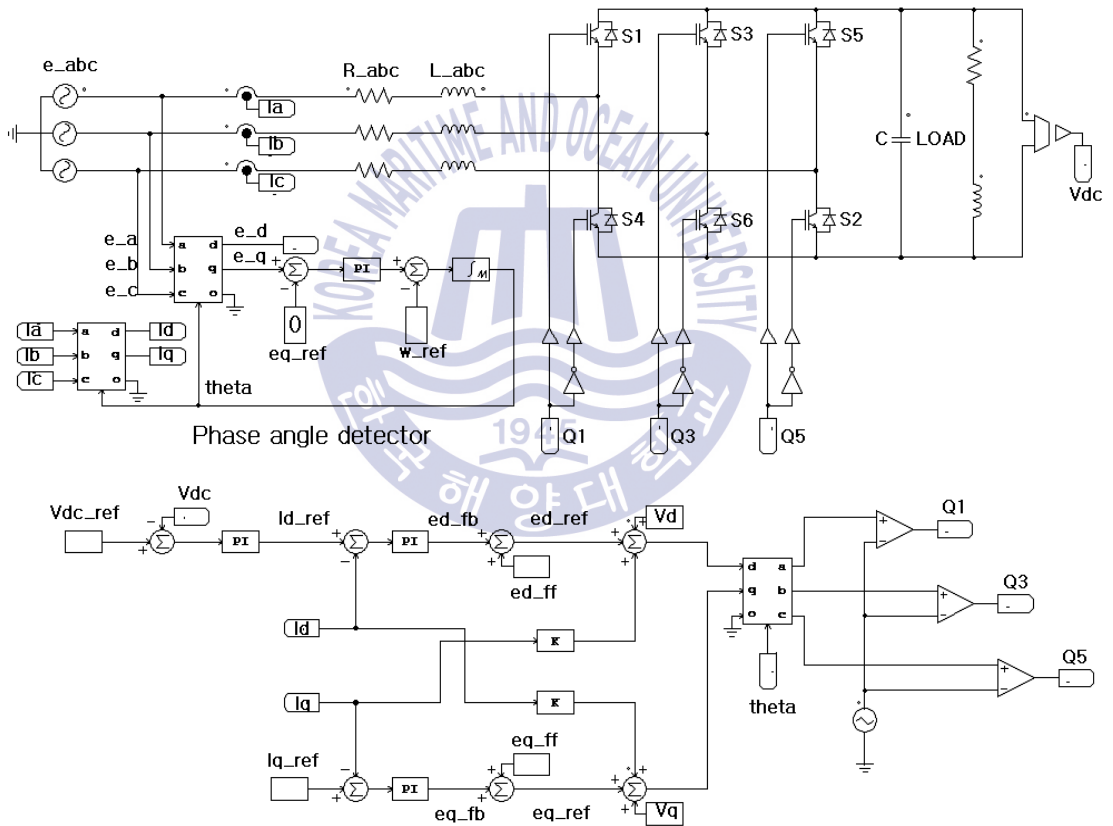 S1
S3
S5
e_abc
R_abc
L_abc
Ia
Ib
Ic
C
LOAD
Vdc
S4
S6
S2
e_a
e_b
e_c
a
b
c
d
q
o
e_d
e_q
+
Σ
−
PI
+
Σ
−
∫M
0
eq_ref
w_ref
Ia
Ib
Ic
a
b
c
d
q
o
Id
Iq
theta
Phase angle detector
Q1
Q3
Q5
KOREA MARITIME AND OCEAN UNIVERSITY
1945
한국해양대학교
Vdc_ref
Vdc
−
+
Σ
PI
Id_ref
+
Σ
−
PI
ed_fb
+
Σ
+
ed_ff
ed_ref
+
Vd
+
Σ
+
Id
K
Iq
K
Iq_ref
−
+
Σ
PI
eq_fb
eq_ff
+
+
Σ
eq_ref
+
+
Σ
+
Vq
d
q
o
a
b
c
theta
+
−
Q1
+
−
Q3
+
−
Q5